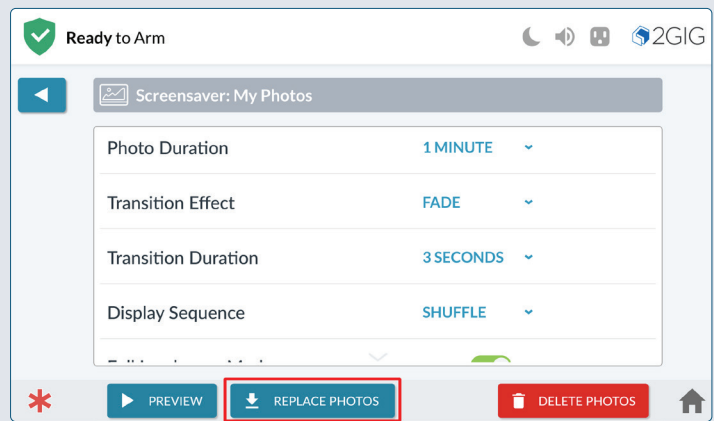 Ready to Arm
2GIG
Screensaver: My Photos
Photo Duration 1 MINUTE
Transition Effect FADE
Transition Duration 3 SECONDS
Display Sequence SHUFFLE
PREVIEW REPLACE PHOTOS DELETE PHOTOS